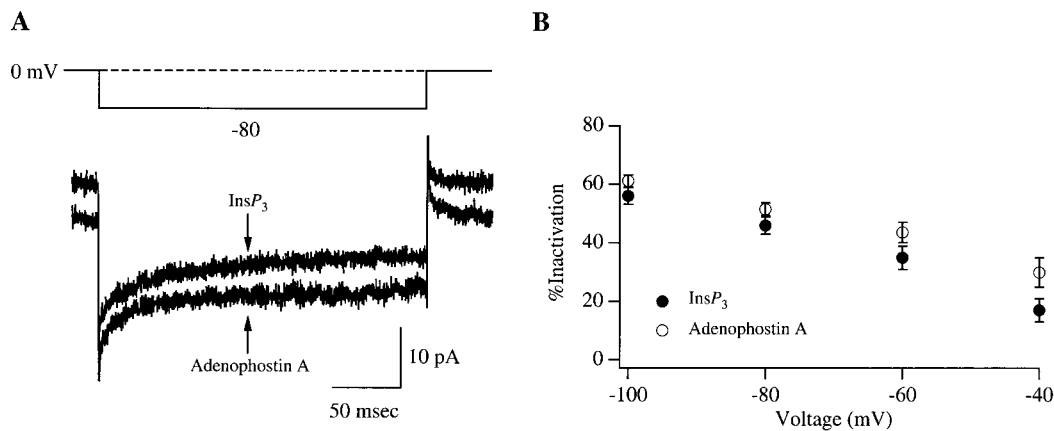 A
0 mV
-80
InsP3
Adenophostin A
10 pA
50 msec
B
80
60
40
20
0
%Inactivation
InsP3
Adenophostin A
-100
-80
-60
-40
Voltage (mV)